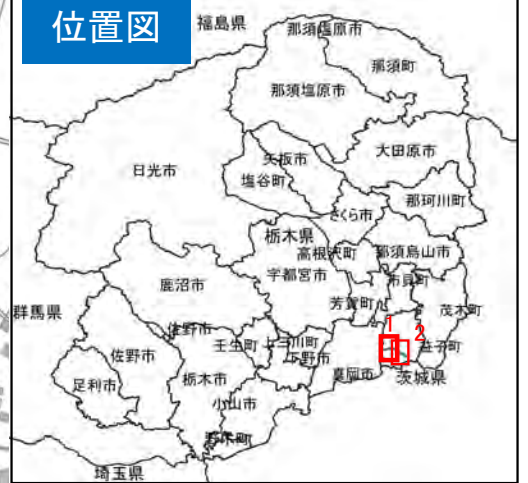 位置図
福島県
那須塩原市
那須町
那須塩原市
大田原市
日光市
矢板市
塩谷町
那珂川町
さくら市
栃木県
高根沢町
那須烏山市
宇都宮市
鹿沼市
市貝町
芳賀町
茂木町
群馬県
佐野市
壬生町
上三川町
下野市
1
2
益子町
佐野市
真岡市
茨城県
足利市
栃木市
小山市
野木町
埼玉県